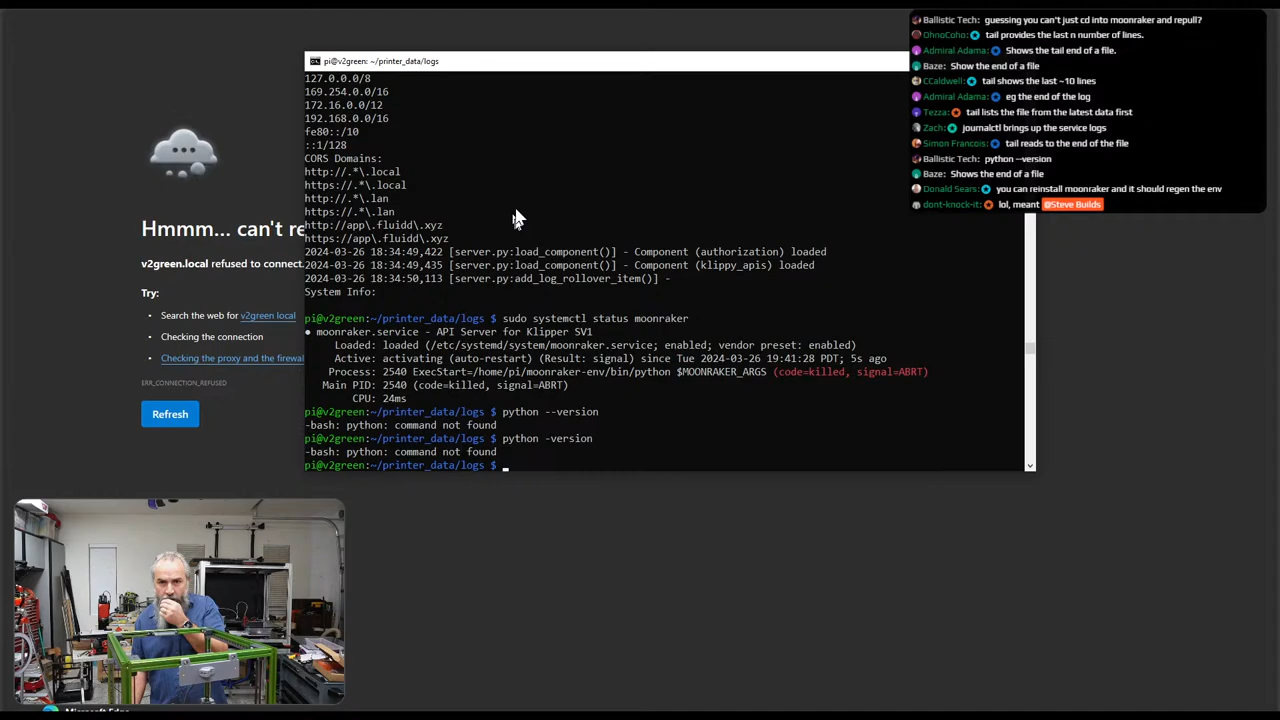 Ballistic Tech: guessing you can't just cd into moonraker and repull?
OhnoCoho: tail provides the last n number of lines.
Admiral Adama: Shows the tail end of a file.
Baze: Show the end of a file
CCaldwell: tail shows the last ~10 lines
Admiral Adama: eg the end of the log
Tezza: tail lists the file from the latest data first
Zach: journalctl brings up the service logs
Simon Francois: tail reads to the end of the file
Ballistic Tech: python --version
Baze: Shows the end of a file
Donald Sears: you can reinstall moonraker and it should regen the env
dont-knock-it: lol, meant @Steve Builds
pi@v2green: ~/printer_data/logs
127.0.0.0/8
169.254.0.0/16
172.16.0.0/12
192.168.0.0/16
fe80::/10
::1/128
CORS Domains:
http://.*\.local
https://.*\.local
http://.*\.lan
https://.*\.lan
http://app\.fluidd\.xyz
https://app\.fluidd\.xyz
2024-03-26 18:34:49,422 [server.py:load_component()] - Component (authorization) loaded
2024-03-26 18:34:49,435 [server.py:load_component()] - Component (klippy_apis) loaded
2024-03-26 18:34:50,113 [server.py:add_log_rollover_item()] -
System Info:
pi@v2green:~/printer_data/logs $ sudo systemctl status moonraker
● moonraker.service - API Server for Klipper SV1
Loaded: loaded (/etc/systemd/system/moonraker.service; enabled; vendor preset: enabled)
Active: activating (auto-restart) (Result: signal) since Tue 2024-03-26 19:41:28 PDT; 5s ago
Process: 2540 ExecStart=/home/pi/moonraker-env/bin/python $MOONRAKER_ARGS (code=killed, signal=ABRT)
Main PID: 2540 (code=killed, signal=ABRT)
CPU: 24ms
pi@v2green:~/printer_data/logs $ python --version
-bash: python: command not found
pi@v2green:~/printer_data/logs $ python -version
-bash: python: command not found
pi@v2green:~/printer_data/logs $
Hmmm... can't re
v2green.local refused to connect.
Try:
• Search the web for v2green local
• Checking the connection
• Checking the proxy and the firewal
ERR_CONNECTION_REFUSED
Refresh
Microsoft Edge